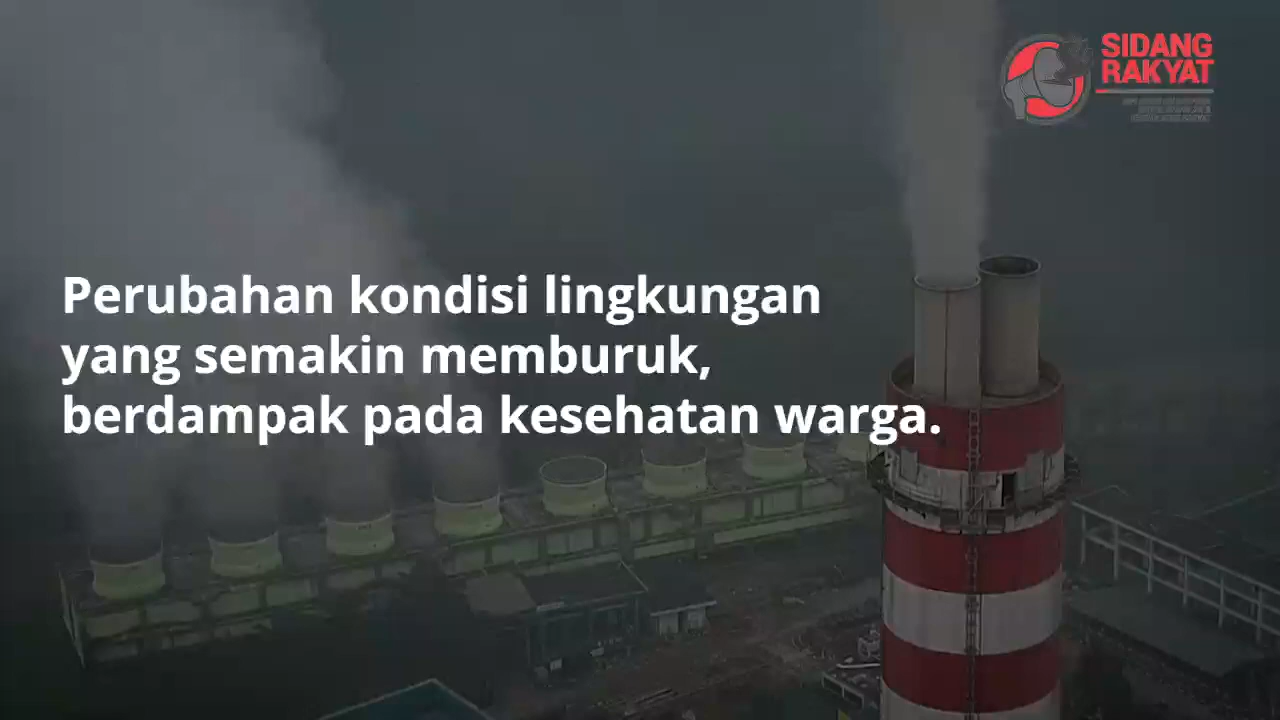 SIDANG
RAKYAT
Perubahan kondisi lingkungan
yang semakin memburuk,
berdampak pada kesehatan warga.